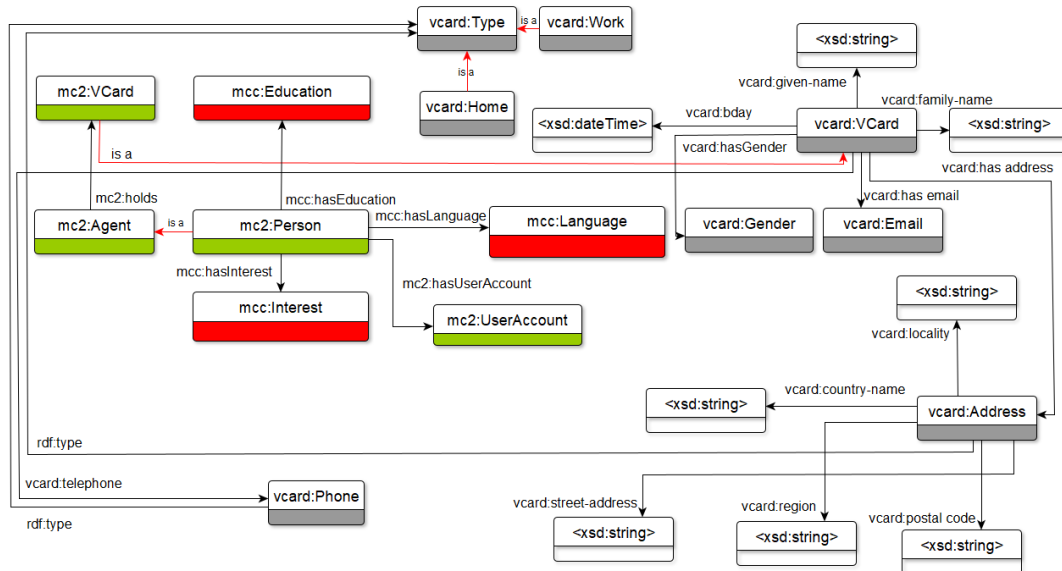 vcard:Type
is a
vcard:Work
<xsd:string>
is a
vcard:given-name
mc2:VCard
mcc:Education
vcard:Home
vcard:family-name
<xsd:dateTime>
vcard:bday
vcard:VCard
<xsd:string>
is a
vcard:hasGender
vcard:has address
mc2:holds
mcc:hasEducation
vcard:has email
mcc:hasLanguage
mc2:Agent
is a
mc2:Person
mcc:Language
vcard:Gender
vcard:Email
mcc:hasInterest
mc2:hasUserAccount
<xsd:string>
mcc:Interest
mc2:UserAccount
vcard:locality
vcard:country-name
<xsd:string>
vcard:Address
rdf:type
vcard:telephone
vcard:Phone
vcard:street-address
vcard:region
vcard:postal code
rdf:type
<xsd:string>
<xsd:string>
<xsd:string>